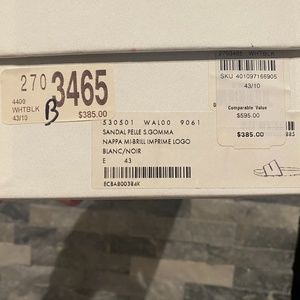 270 3465
4400
WHTBLK
43/10
B
$385.00
WHTBLK
SKU 401097166905
43/10
Comparable Value
$595.00
$385.00
530501 WAL00 9061
SANDAL PELLE S.GOMMA
NAPPA MI-BRILL IMPRIME LOGO
BLANC/NOIR
E 43